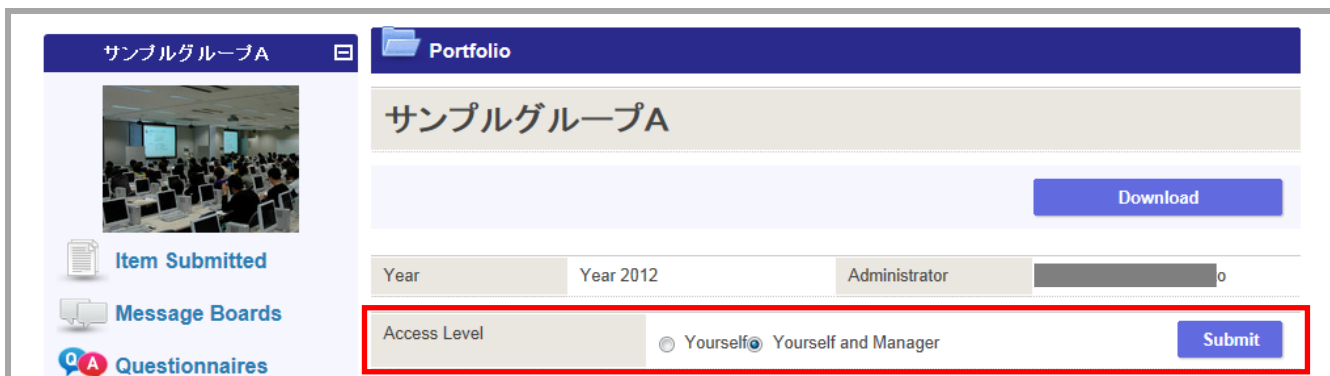 サンプルグループA
Item Submitted
Message Boards
Questionnaires
Portfolio
サンプルグループA
Download
Year Year 2012 Administrator o
Access Level Yourself Yourself and Manager Submit